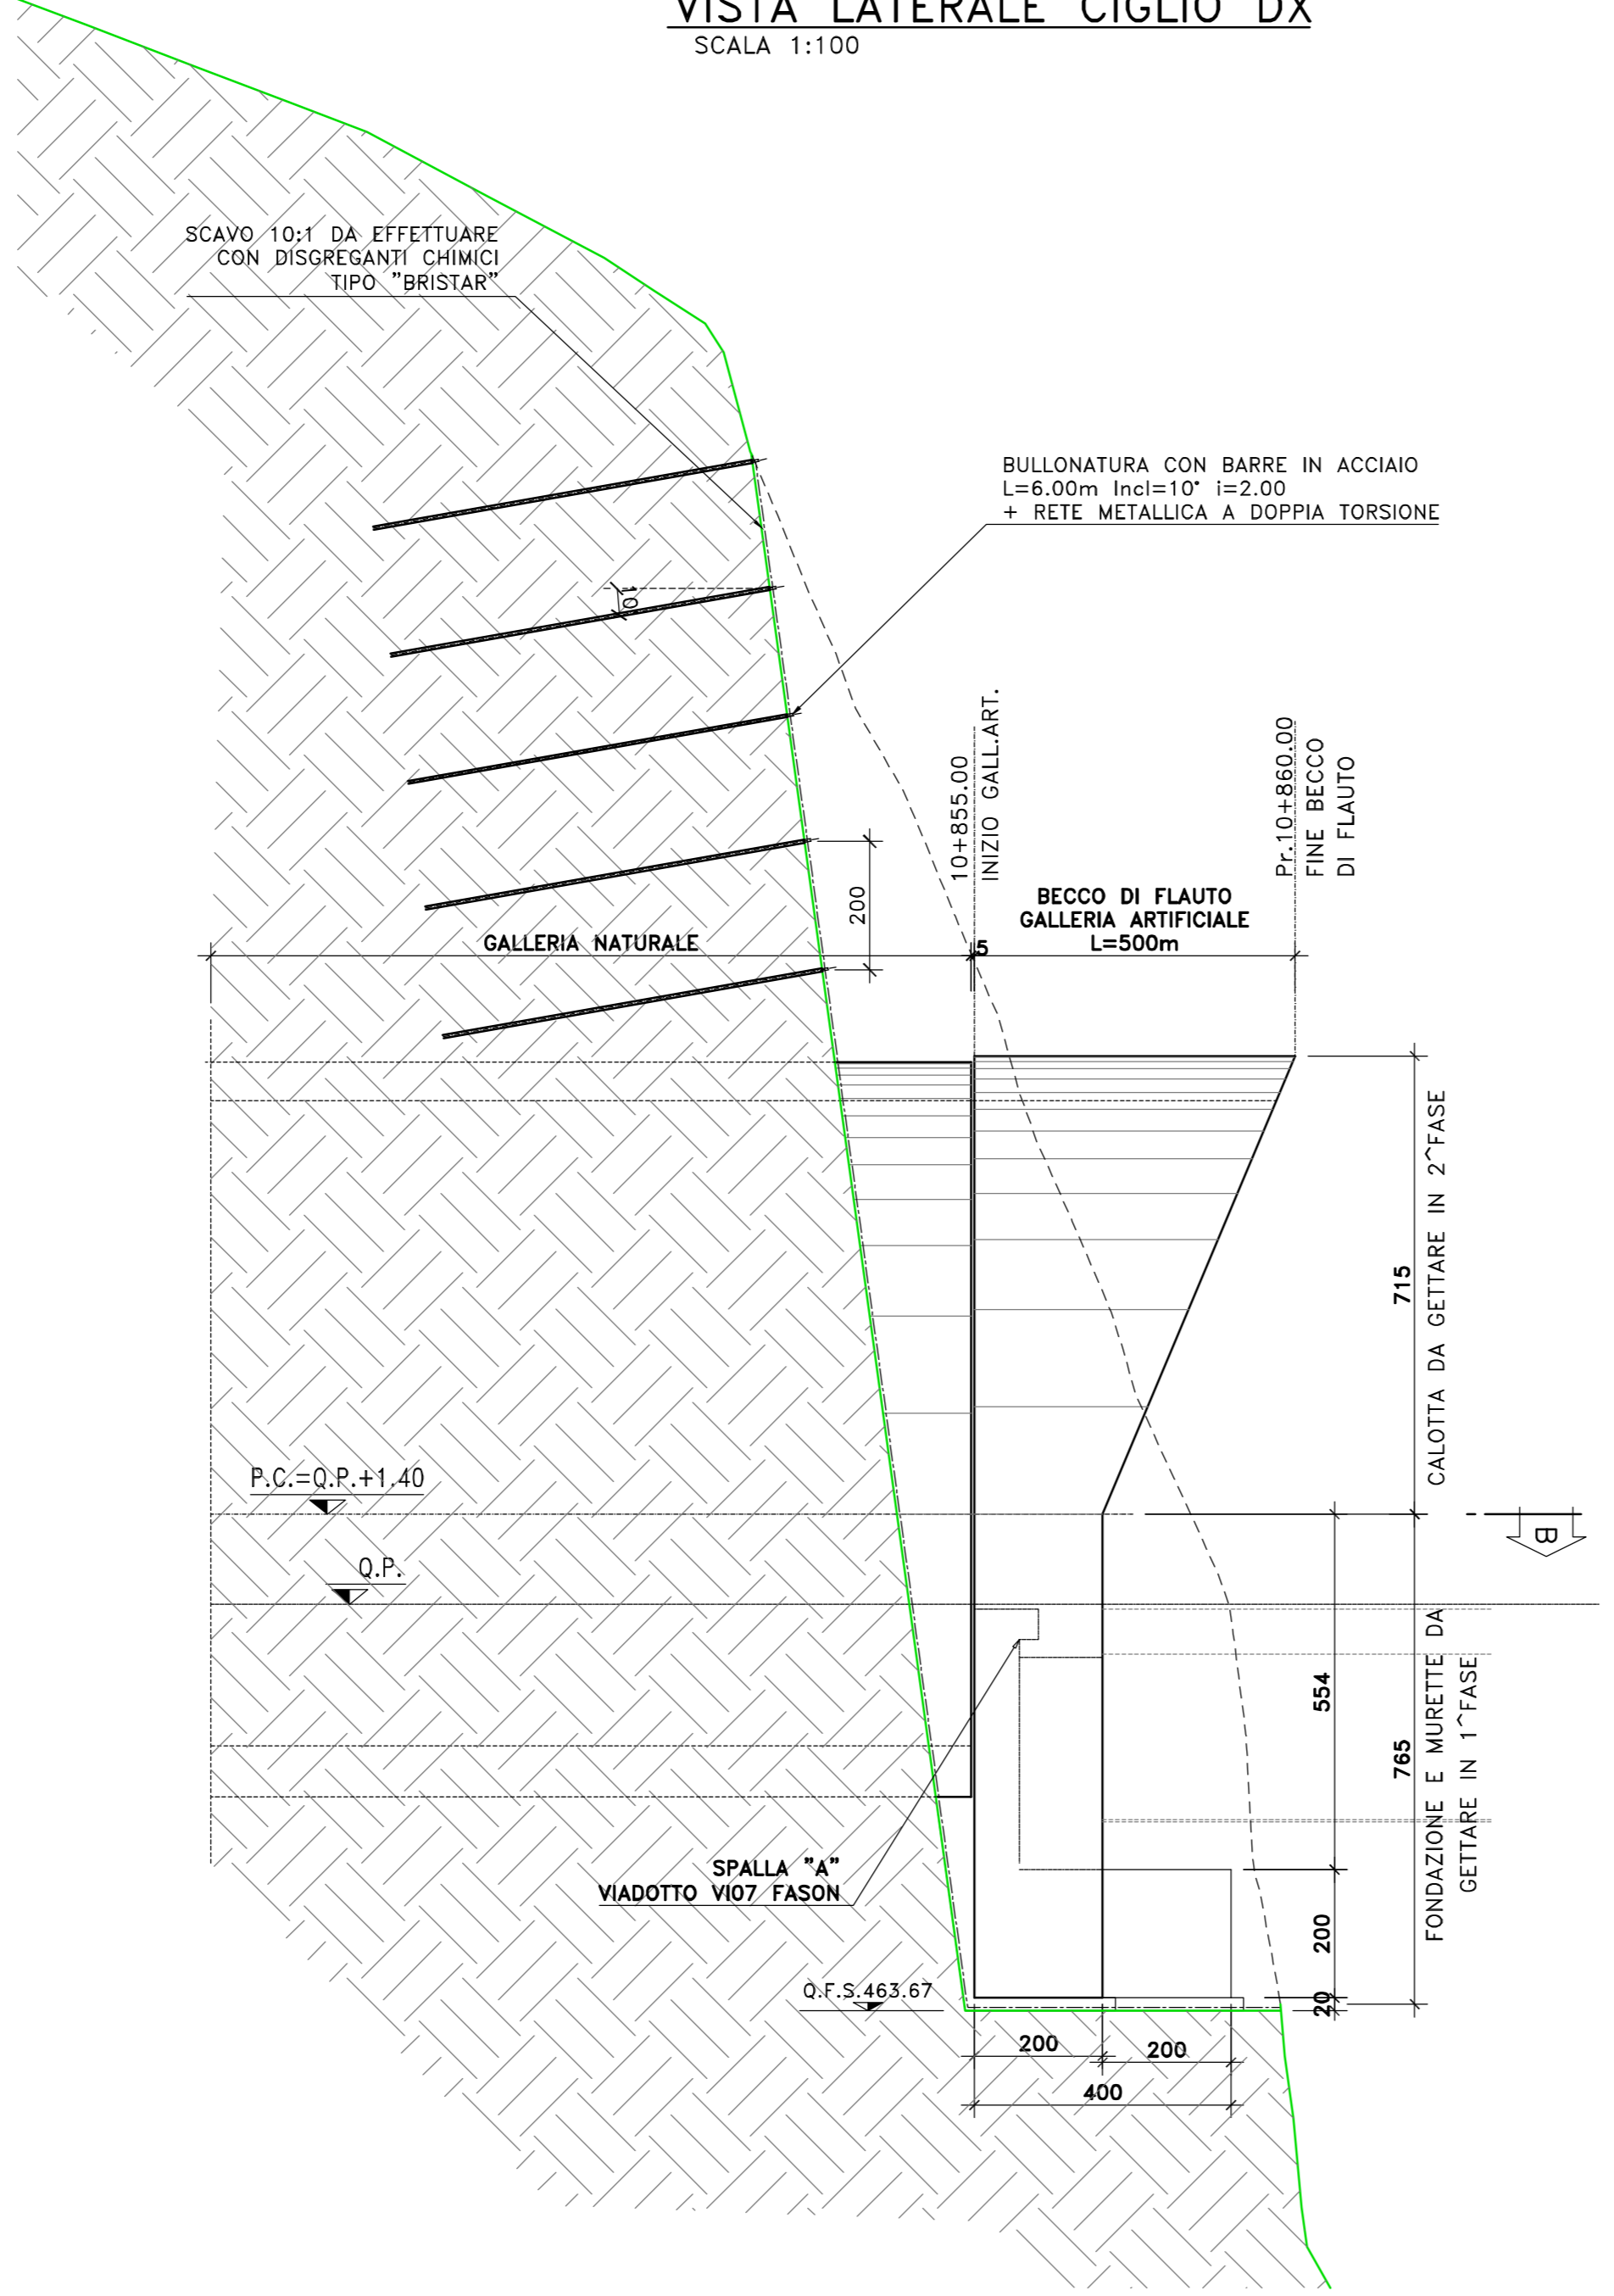 VISTA LATERALE CIGLIO DX
SCALA 1:100
SCAVO 10:1 DA EFFETTUARE
CON DISGREGANTI CHIMICI
TIPO "BRISTAR"
BULLONATURA CON BARRE IN ACCIAIO
L=6.00m Incl=10° i=2.00
+ RETE METALLICA A DOPPIA TORSIONE
10
10+855.00
INIZIO GALL.ART.
Pr.10+860.00
FINE BECCO
DI FLAUTO
200
GALLERIA NATURALE
5
BECCO DI FLAUTO
GALLERIA ARTIFICIALE
L=500m
715
CALOTTA DA GETTARE IN 2^FASE
P.C.=Q.P.+1.40
Q.P.
B
554
765
FONDAZIONE E MURETTE DA
GETTARE IN 1^FASE
SPALLA "A"
VIADOTTO VI07 FASON
200
20
Q.F.S.463.67
200
200
400